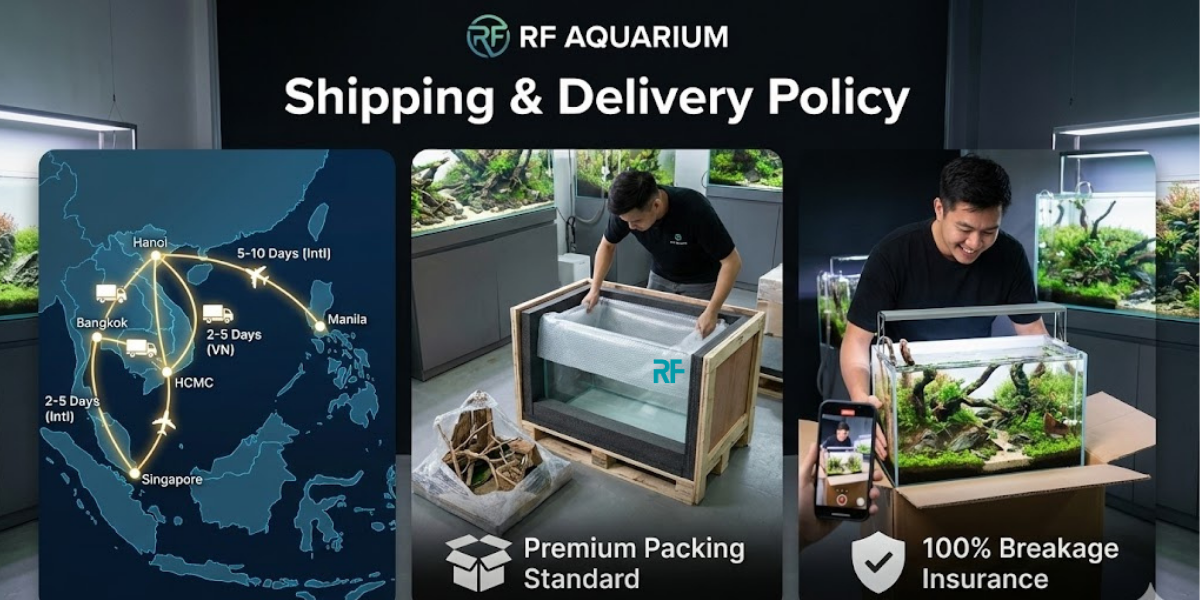 RF RF AQUARIUM
Shipping & Delivery Policy
Hanoi
5-10 Days (Intl)
Bangkok
2-5 Days
(VN)
Manila
HCMC
2-5 Days
(Intl)
Singapore
RF
Premium Packing
Standard
100% Breakage
Insurance